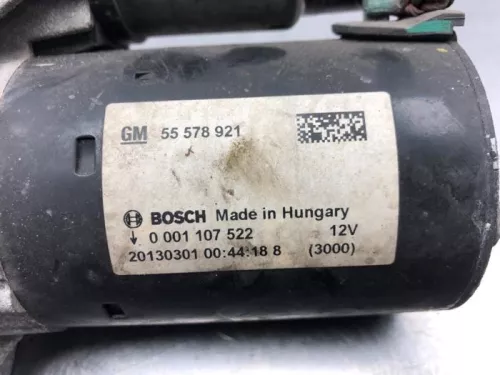 GM 55 578 921
BOSCH Made in Hungary
↓ 0 001 107 522 12V
20130301 00:44:18 8 (3000)